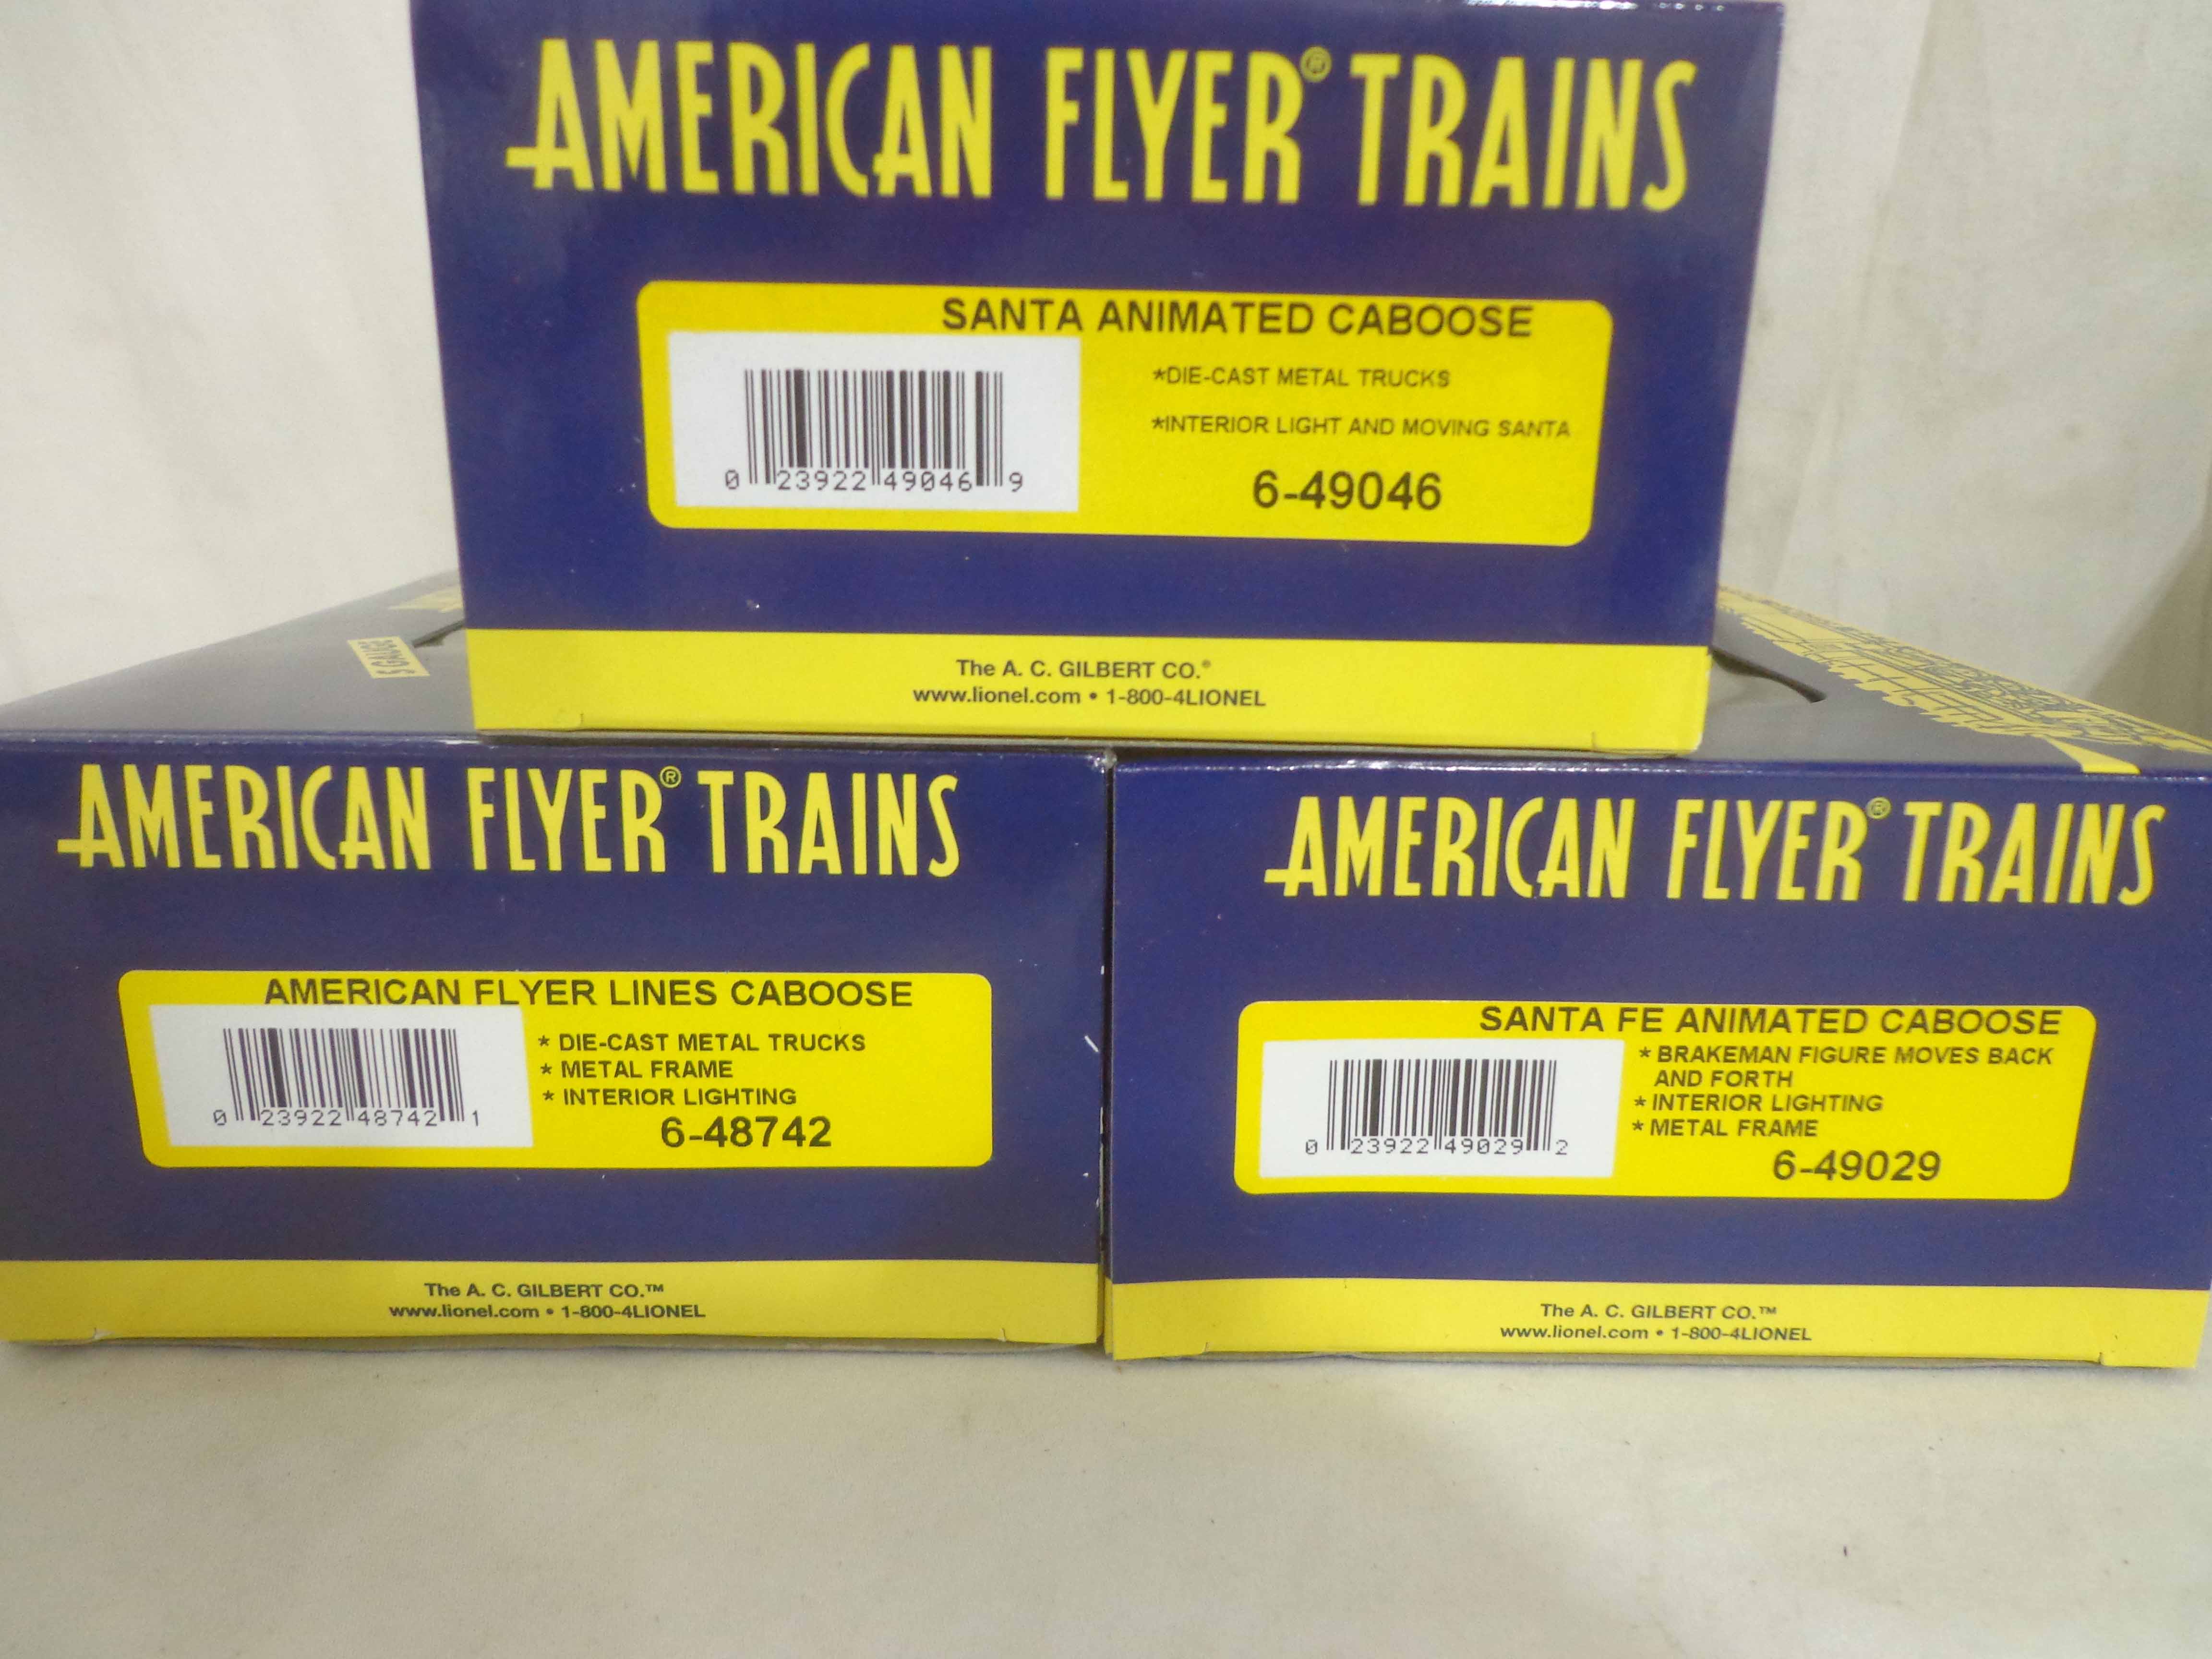 AMERICAN FLYER® TRAINS
SANTA ANIMATED CABOOSE
*DIE-CAST METAL TRUCKS
*INTERIOR LIGHT AND MOVING SANTA
0 23922 49046 9
6-49046
The A. C. GILBERT CO.®
www.lionel.com • 1-800-4LIONEL
S GAUGE
AMERICAN FLYER® TRAINS
AMERICAN FLYER LINES CABOOSE
* DIE-CAST METAL TRUCKS
* METAL FRAME
* INTERIOR LIGHTING
0 23922 48742 1
6-48742
The A. C. GILBERT CO.™
www.lionel.com • 1-800-4LIONEL
AMERICAN FLYER® TRAINS
SANTA FE ANIMATED CABOOSE
* BRAKEMAN FIGURE MOVES BACK
AND FORTH
* INTERIOR LIGHTING
* METAL FRAME
0 23922 49029 2
6-49029
The A. C. GILBERT CO.™
www.lionel.com • 1-800-4LIONEL